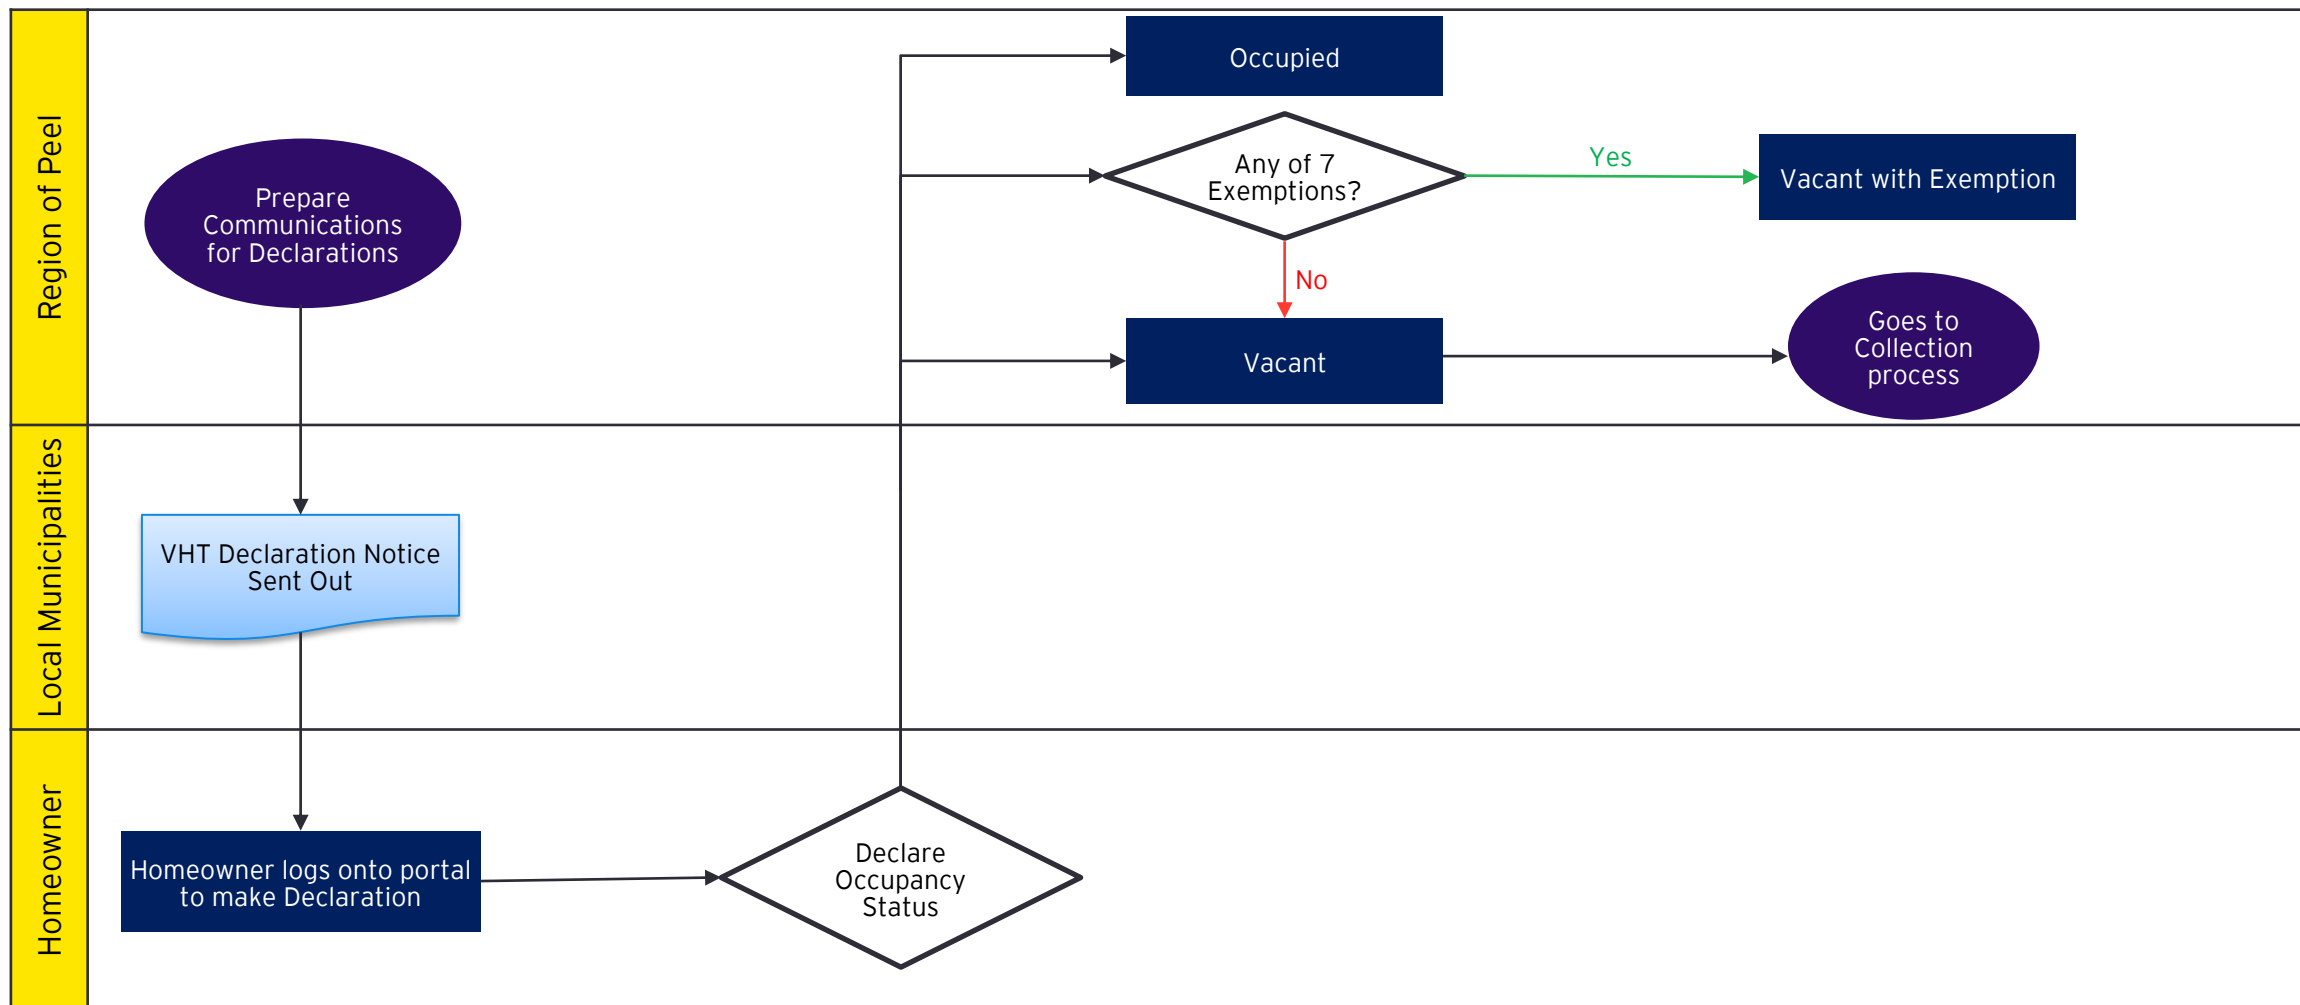 Region of Peel
Prepare
Communications
for Declarations
Occupied
Any of 7
Exemptions?
Yes
Vacant with Exemption
No
Vacant
Goes to
Collection
process
Local Municipalities
VHT Declaration Notice
Sent Out
Homeowner
Homeowner logs onto portal
to make Declaration
Declare
Occupancy
Status